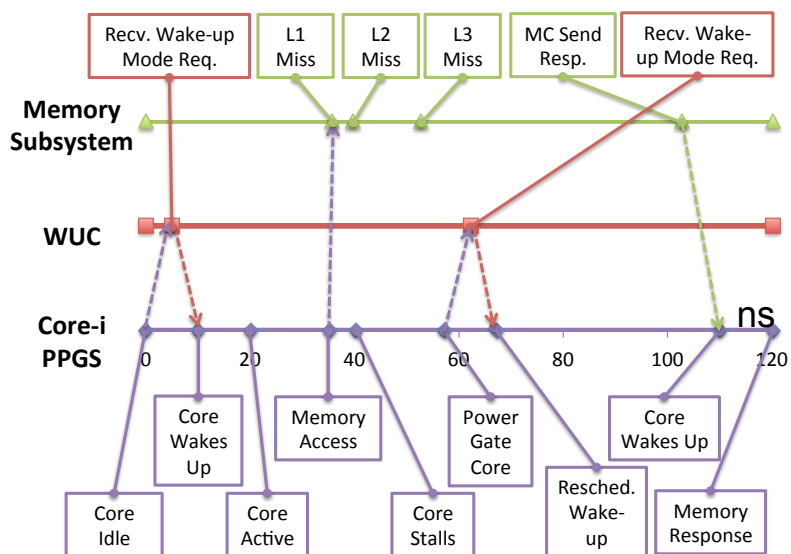 Recv. Wake-up
Mode Req.
L1
Miss
L2
Miss
L3
Miss
MC Send
Resp.
Recv. Wake-
up Mode Req.
Memory
Subsystem
WUC
Core-i
PPGS
ns
0
20
40
60
80
100
120
Core
Wakes
Up
Memory
Access
Power
Gate
Core
Core
Wakes Up
Core
Idle
Core
Active
Core
Stalls
Resched.
Wake-
up
Memory
Response